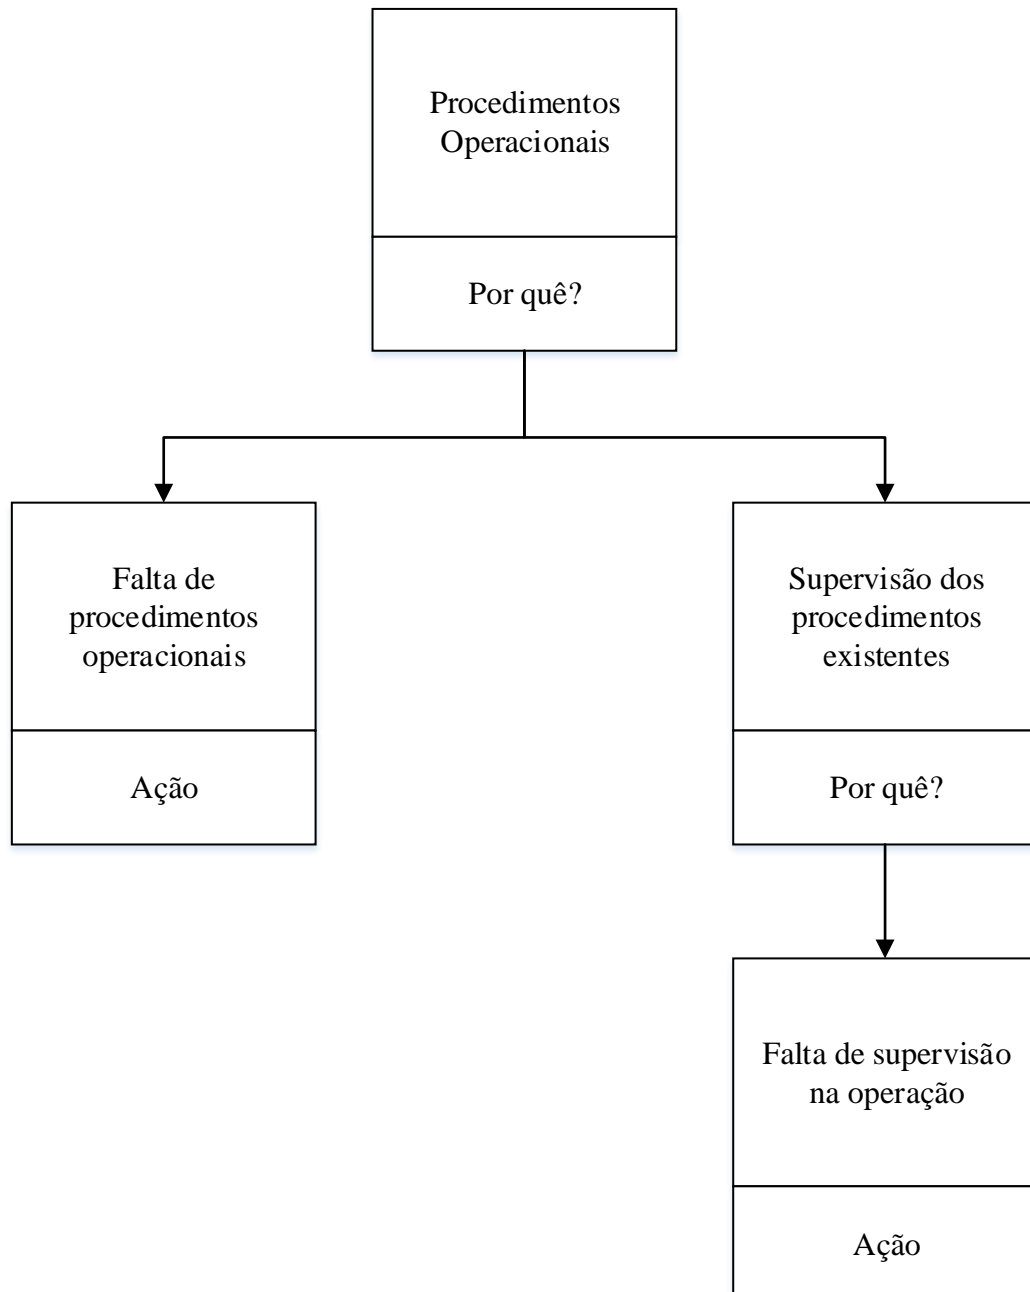 Procedimentos
Operacionais
Por quê?
Falta de
procedimentos
operacionais
Ação
Supervisão dos
procedimentos
existentes
Por quê?
Falta de supervisão
na operação
Ação